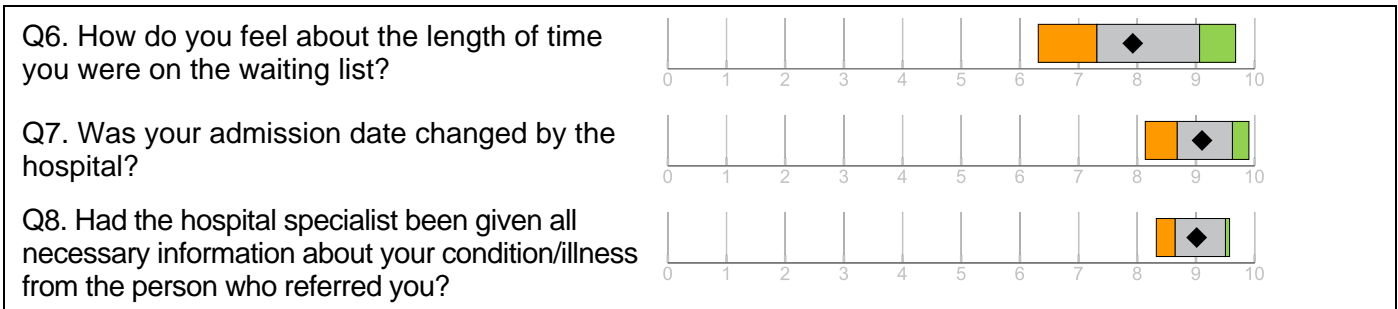 Q6. How do you feel about the length of time
you were on the waiting list?
0 1 2 3 4 5 6 7 8 9 10
Q7. Was your admission date changed by the
hospital?
0 1 2 3 4 5 6 7 8 9 10
Q8. Had the hospital specialist been given all
necessary information about your condition/illness
from the person who referred you?
0 1 2 3 4 5 6 7 8 9 10